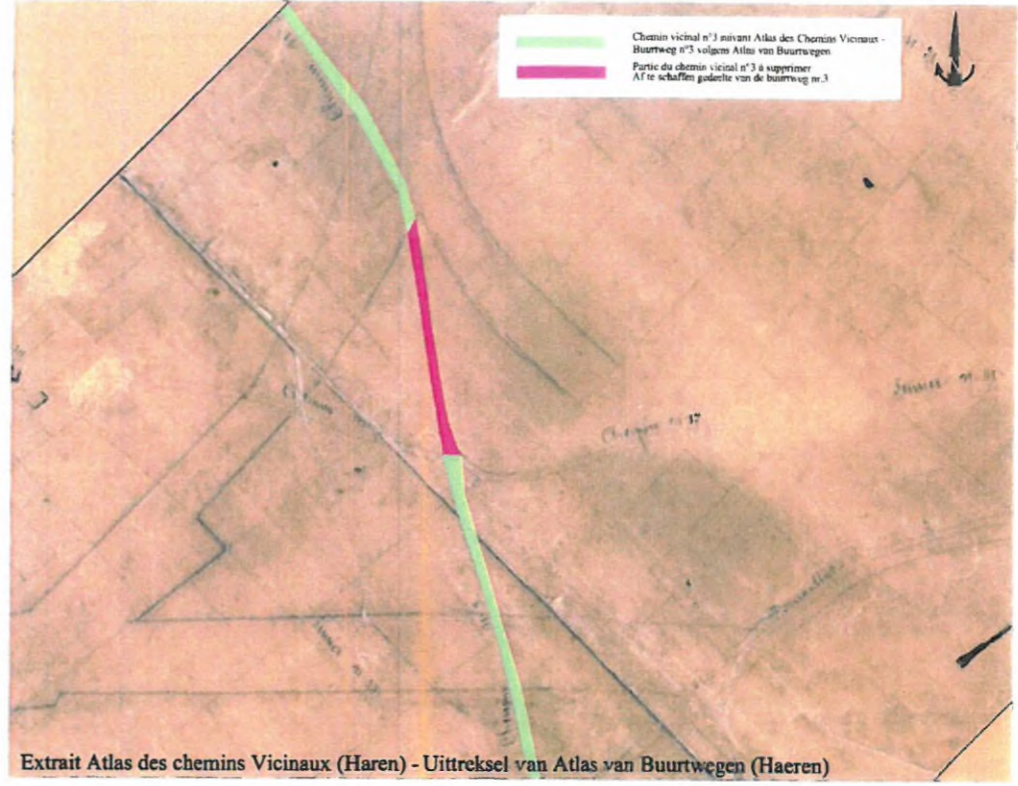 Chemin vicinal n°3 suivant Atlas des Chemins Vicinaux -
Buurtweg n°3 volgens Atlas van Buurtwegen
Partie du chemin vicinal n°3 à supprimer
Af te schaffen gedeelte van de buurtweg nr.3
Chemin n° 37
Extrait Atlas des chemins Vicinaux (Haren) - Uittreksel van Atlas van Buurtwegen (Haeren)